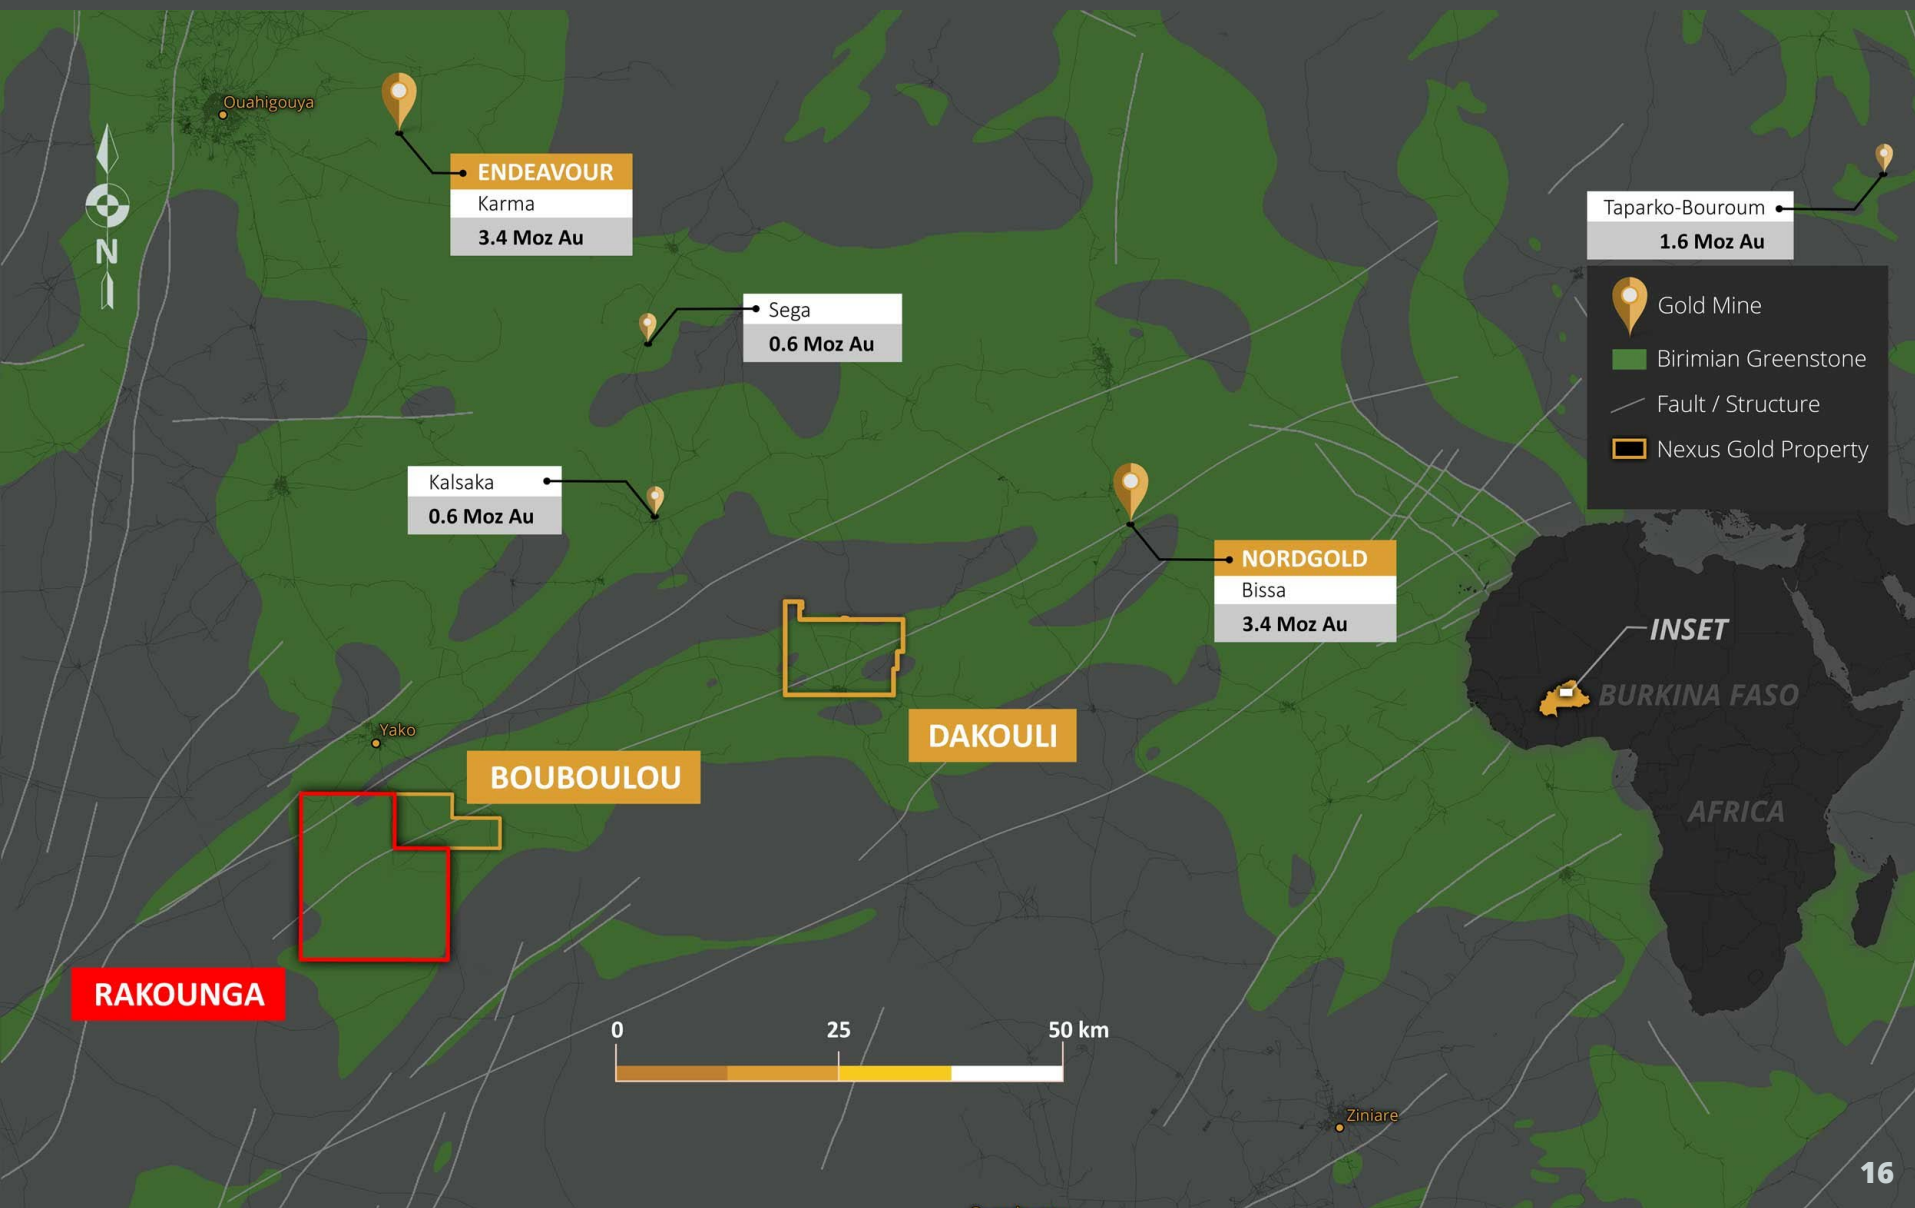 Ouahigouya
ENDEAVOUR
Karma
3.4 Moz Au
N
Taparko-Bouroum
1.6 Moz Au
Sega
0.6 Moz Au
Gold Mine
Birimian Greenstone
Fault / Structure
Nexus Gold Property
Kalsaka
0.6 Moz Au
NORDGOLD
Bissa
3.4 Moz Au
INSET
BURKINA FASO
AFRICA
Yako
DAKOULI
BOUBOULOU
RAKOUNGA
0 25 50 km
Ziniare
16